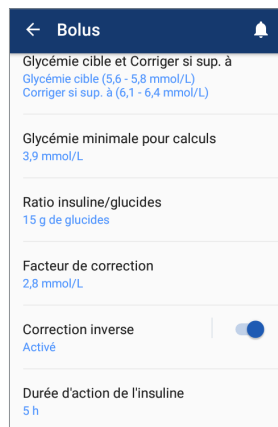 Bolus
Glycémie cible et Corriger si sup. à
Glycémie cible (5,6 - 5,8 mmol/L)
Corriger si sup. à (6,1 - 6,4 mmol/L)
Glycémie minimale pour calculs
3,9 mmol/L
Ratio insuline/glucides
15 g de glucides
Facteur de correction
2,8 mmol/L
Correction inverse
Activé
Durée d'action de l'insuline
5 h